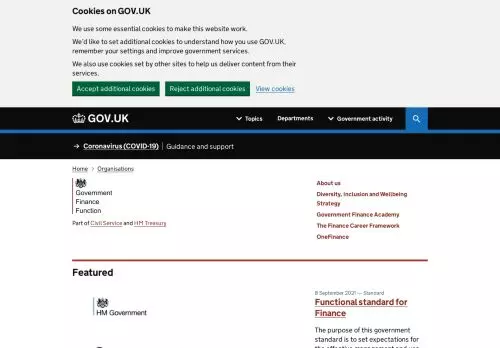 Cookies on GOV.UK
We use some essential cookies to make this website work.
We'd like to set additional cookies to understand how you use GOV.UK,
remember your settings and improve government services.
We also use cookies set by other sites to help us deliver content from their
services.
Accept additional cookies
Reject additional cookies
View cookies
GOV.UK
Topics
Departments
Government activity
→ Coronavirus (COVID-19) | Guidance and support
Home > Organisations
Government
Finance
Function
Part of Civil Service and HM Treasury
About us
Diversity, Inclusion and Wellbeing
Strategy
Government Finance Academy
The Finance Career Framework
OneFinance
Featured
HM Government
8 September 2021 — Standard
Functional standard for
Finance
The purpose of this government
standard is to set expectations for